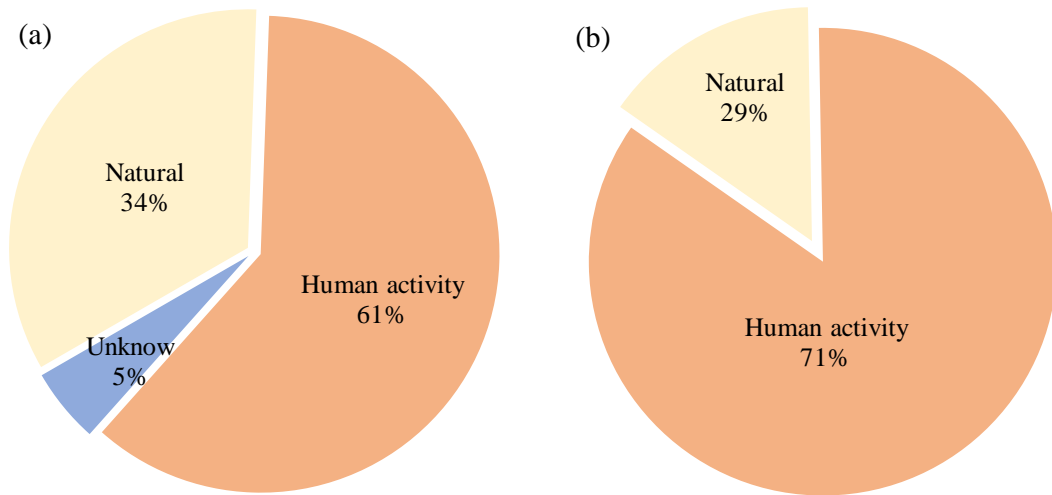 (a)
Natural
34%
Human activity
61%
Unknow
5%
(b)
Natural
29%
Human activity
71%